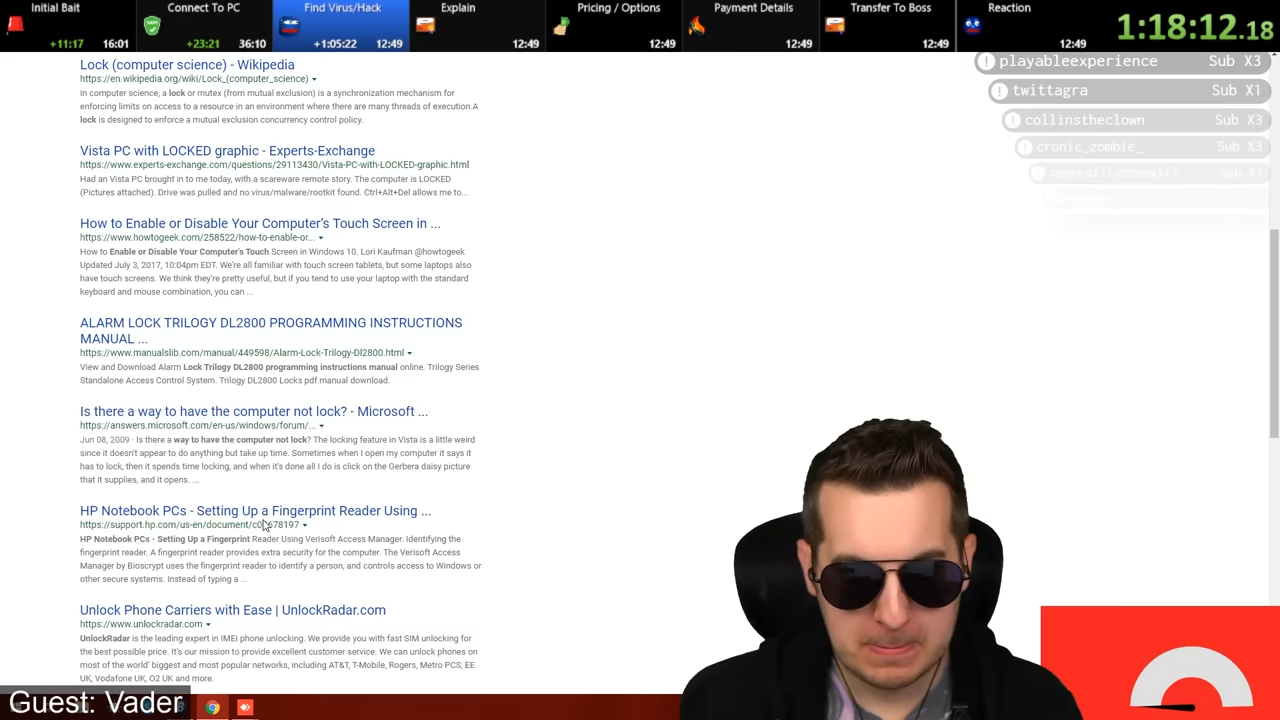 Initial Bait
+11:17 16:01
Connect To PC
+23:21 36:10
Find Virus/Hack
+1:05:22 12:49
Explain
12:49
Pricing / Options
12:49
Payment Details
12:49
Transfer To Boss
12:49
Reaction
12:49
1:18:12.18
playableexperience Sub X3
twittagra Sub X1
collinstheclown Sub X3
cronic_zombie_ Sub X3
Sub X1
Lock (computer science) - Wikipedia
https://en.wikipedia.org/wiki/Lock_(computer_science)
In computer science, a lock or mutex (from mutual exclusion) is a synchronization mechanism for
enforcing limits on access to a resource in an environment where there are many threads of execution.A
lock is designed to enforce a mutual exclusion concurrency control policy.
Vista PC with LOCKED graphic - Experts-Exchange
https://www.experts-exchange.com/questions/29113430/Vista-PC-with-LOCKED-graphic.html
Had an Vista PC brought in to me today, with a scareware remote story. The computer is LOCKED
(Pictures attached). Drive was pulled and no virus/malware/rootkit found. Ctrl+Alt+Del allows me to...
How to Enable or Disable Your Computer's Touch Screen in ...
https://www.howtogeek.com/258522/how-to-enable-or...
How to Enable or Disable Your Computer's Touch Screen in Windows 10. Lori Kaufman @howtogeek
Updated July 3, 2017, 10:04pm EDT. We're all familiar with touch screen tablets, but some laptops also
have touch screens. We think they're pretty useful, but if you tend to use your laptop with the standard
keyboard and mouse combination, you can ...
ALARM LOCK TRILOGY DL2800 PROGRAMMING INSTRUCTIONS
MANUAL ...
https://www.manualslib.com/manual/449598/Alarm-Lock-Trilogy-Dl2800.html
View and Download Alarm Lock Trilogy DL2800 programming instructions manual online. Trilogy Series
Standalone Access Control System. Trilogy DL2800 Locks pdf manual download.
Is there a way to have the computer not lock? - Microsoft ...
https://answers.microsoft.com/en-us/windows/forum/...
Jun 08, 2009 · Is there a way to have the computer not lock? The locking feature in Vista is a little weird
since it doesn't appear to do anything but take up time. Sometimes when I open my computer it says it
has to lock, then it spends time locking, and when it's done all I do is click on the Gerbera daisy picture
that it supplies, and it opens. ...
HP Notebook PCs - Setting Up a Fingerprint Reader Using ...
https://support.hp.com/us-en/document/
HP Notebook PCs - Setting Up a Fingerprint Reader Using Verisoft Access Manager. Identifying the
fingerprint reader. A fingerprint reader provides extra security for the computer. The Verisoft Access
Manager by Bioscrypt uses the fingerprint reader to identify a person, and controls access to Windows or
other secure systems. Instead of typing a ...
Unlock Phone Carriers with Ease | UnlockRadar.com
https://www.unlockradar.com
UnlockRadar is the leading expert in IMEI phone unlocking. We provide you with fast SIM unlocking for
the best possible price. It's our mission to provide excellent customer service. We can unlock phones on
most of the world' biggest and most popular networks, including AT&T, T-Mobile, Rogers, Metro PCS, EE
UK, Vodafone UK, O2 UK and more.
Guest: Vader